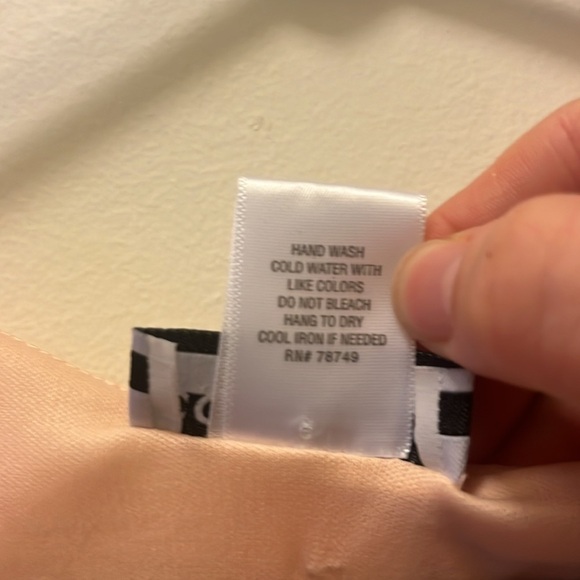 HAND WASH
COLD WATER WITH
LIKE COLORS
DO NOT BLEACH
HANG TO DRY
COOL IRON IF NEEDED
RN# 78749